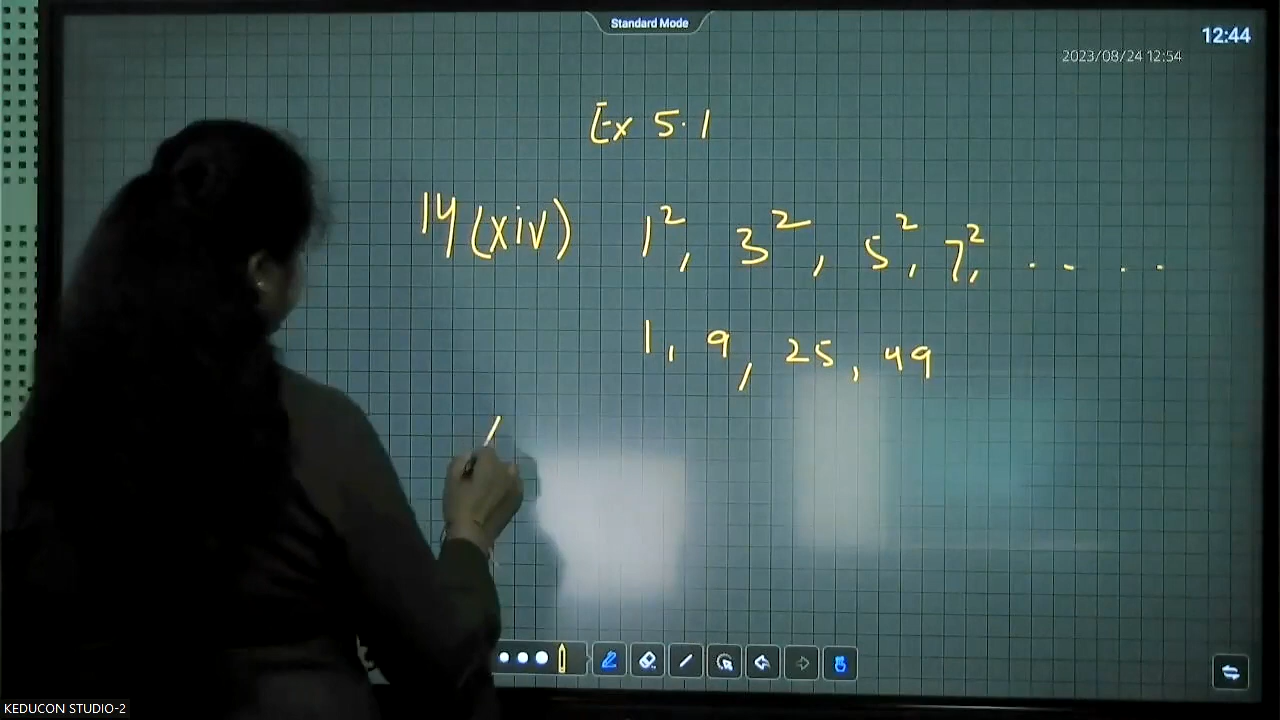 Standard Mode
12:44
2023/08/24 12:54
Ex 5.1
14 (xiv) 1², 3², 5², 7², . . . .
1, 9, 25, 49
KEDUCON STUDIO-2